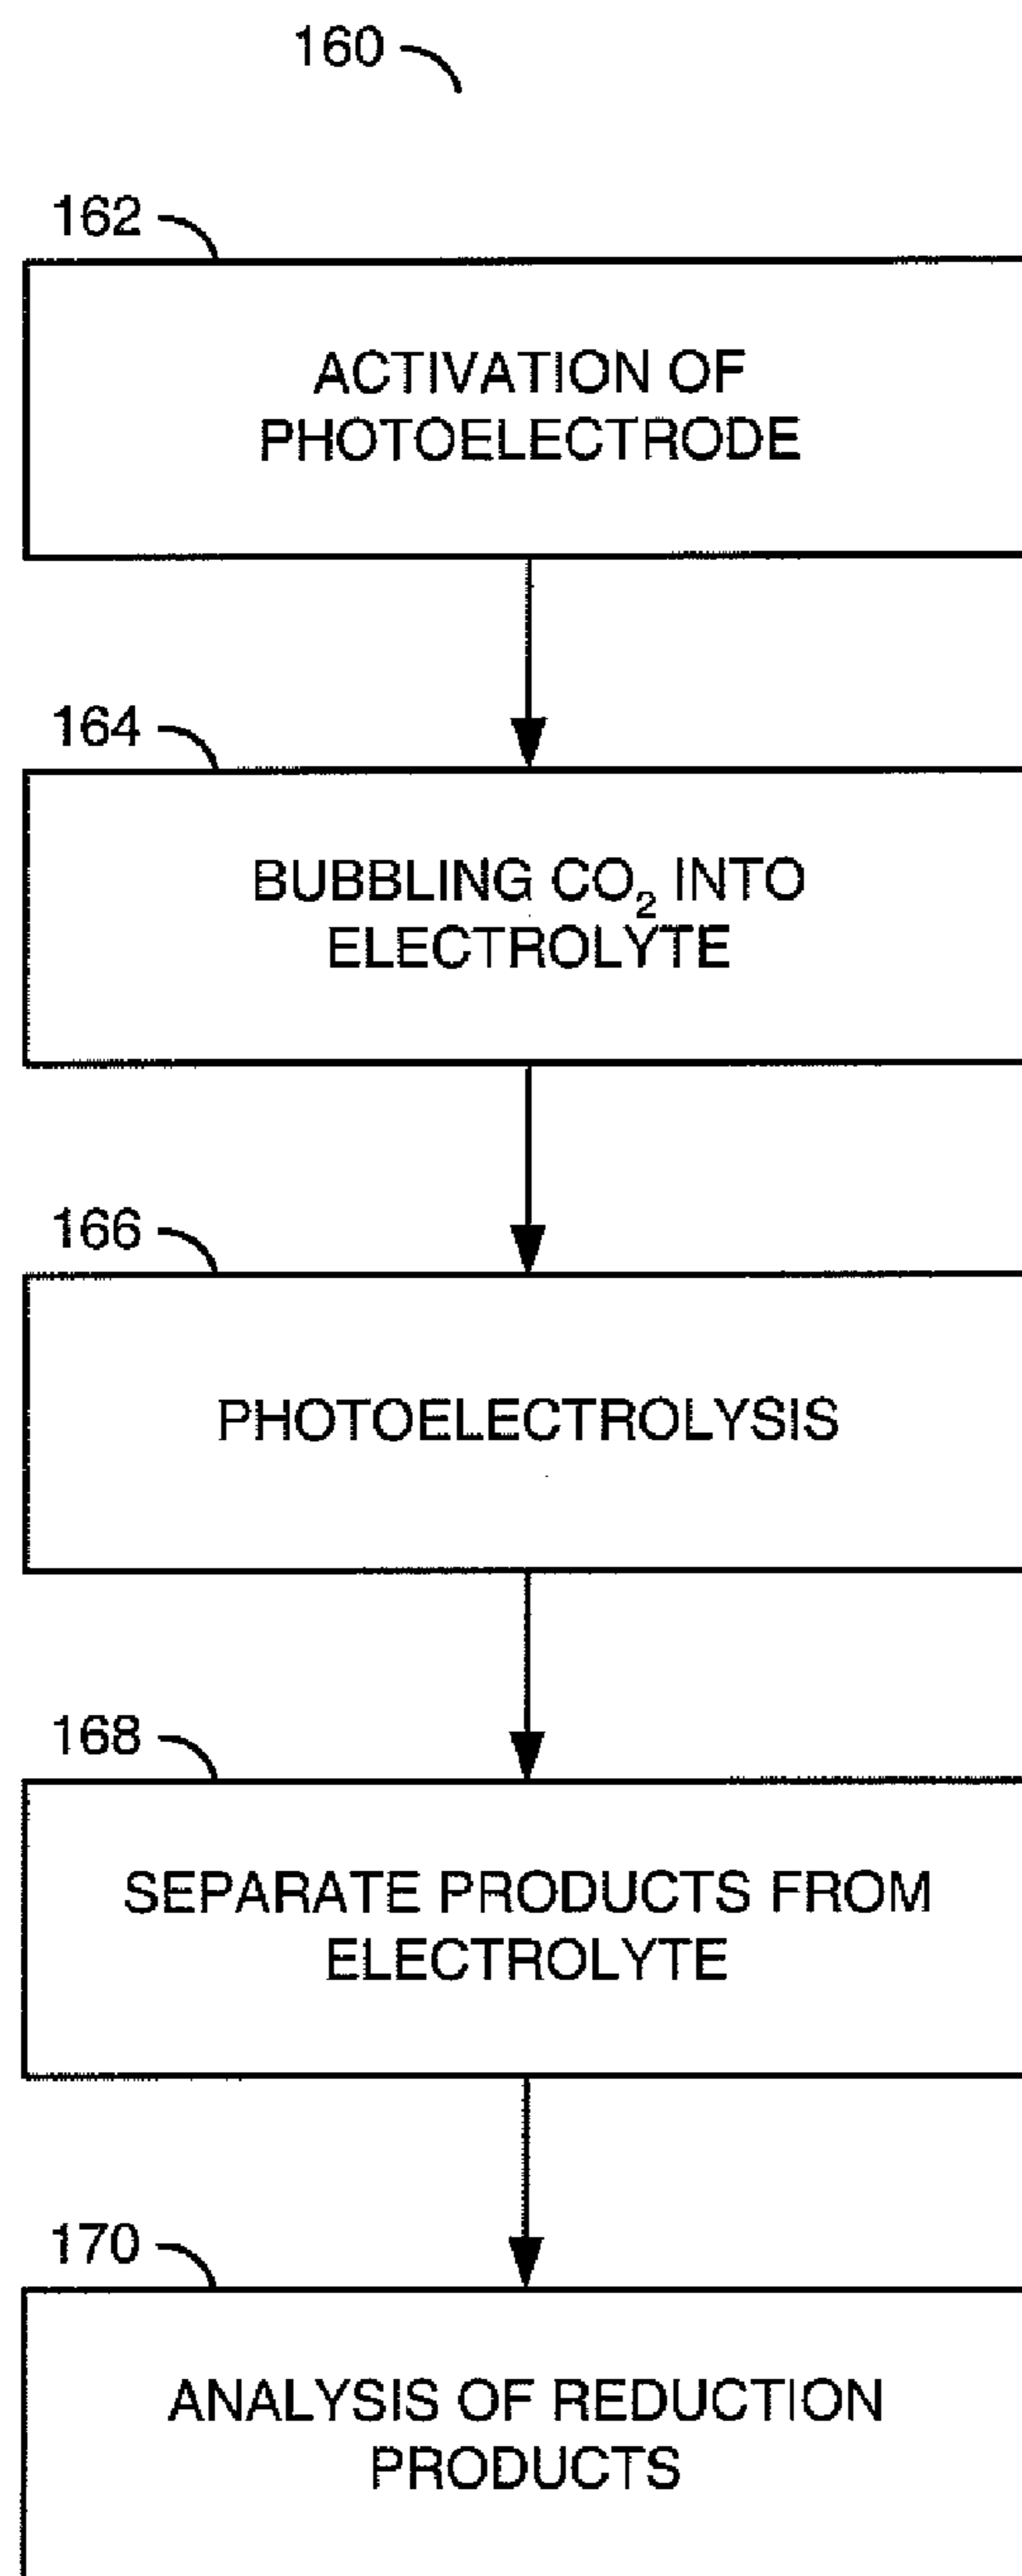 160
162
ACTIVATION OF
PHOTOELECTRODE
164
BUBBLING CO₂ INTO
ELECTROLYTE
166
PHOTOELECTROLYSIS
168
SEPARATE PRODUCTS FROM
ELECTROLYTE
170
ANALYSIS OF REDUCTION
PRODUCTS